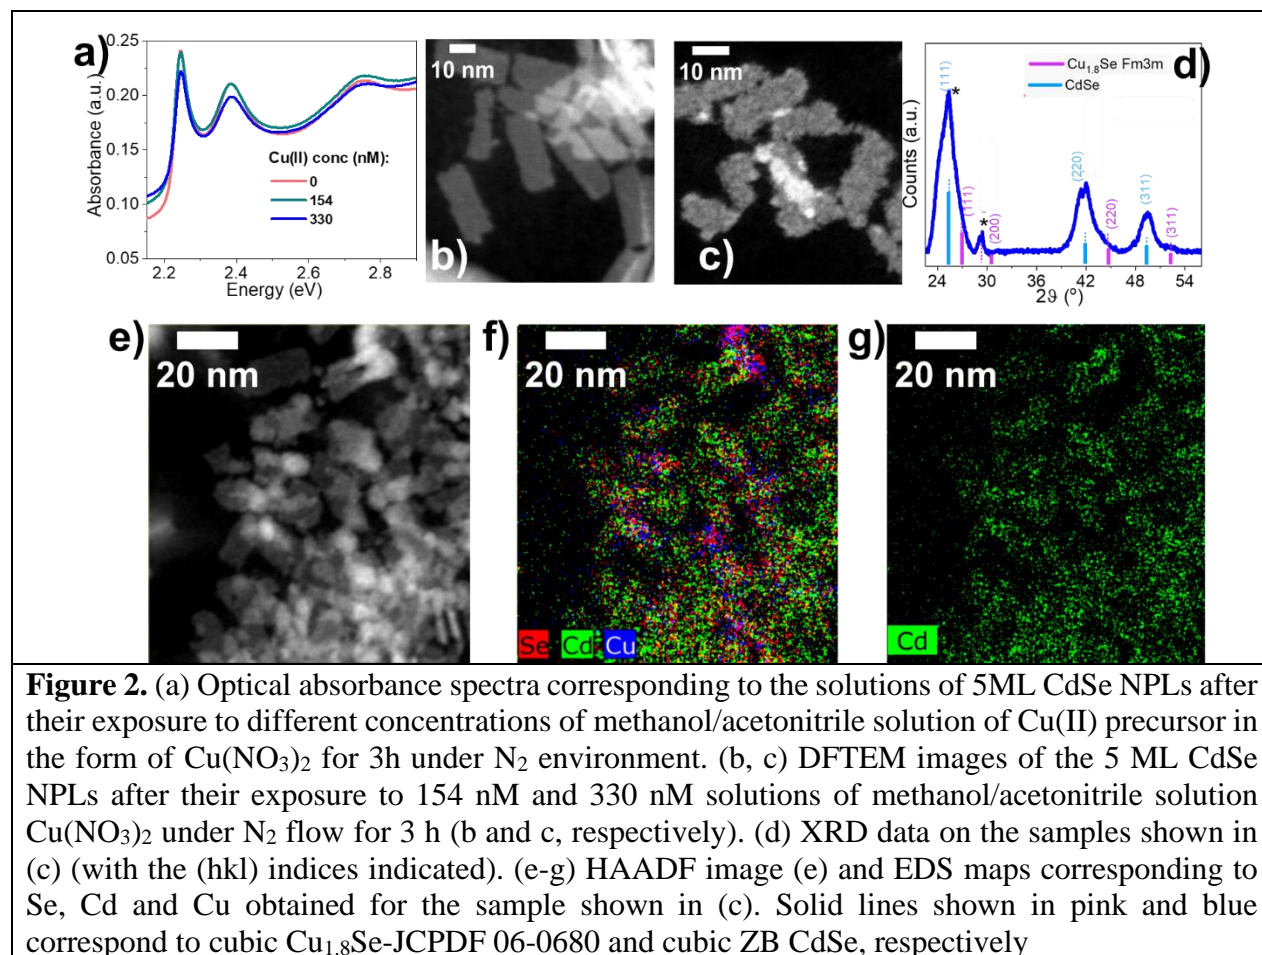 a)
0.25
0.20
0.15
0.10
0.05
Absorbance (a.u.)
2.2 2.4 2.6 2.8
Energy (eV)
Cu(II) conc (nM):
0
154
330
10 nm
b)
10 nm
c)
d)
Cu1.8Se Fm3m
CdSe
Counts (a.u.)
(111)
*
(111)
*
(200)
(220)
(220)
(311)
(311)
24 30 36 42 48 54
2ϑ (°)
e)
20 nm
f)
20 nm
Se Cd Cu
g)
20 nm
Cd
Figure 2. (a) Optical absorbance spectra corresponding to the solutions of 5ML CdSe NPLs after
their exposure to different concentrations of methanol/acetonitrile solution of Cu(II) precursor in
the form of Cu(NO3)2 for 3h under N2 environment. (b, c) DFTEM images of the 5 ML CdSe
NPLs after their exposure to 154 nM and 330 nM solutions of methanol/acetonitrile solution
Cu(NO3)2 under N2 flow for 3 h (b and c, respectively). (d) XRD data on the samples shown in
(c) (with the (hkl) indices indicated). (e-g) HAADF image (e) and EDS maps corresponding to
Se, Cd and Cu obtained for the sample shown in (c). Solid lines shown in pink and blue
correspond to cubic Cu1.8Se-JCPDF 06-0680 and cubic ZB CdSe, respectively